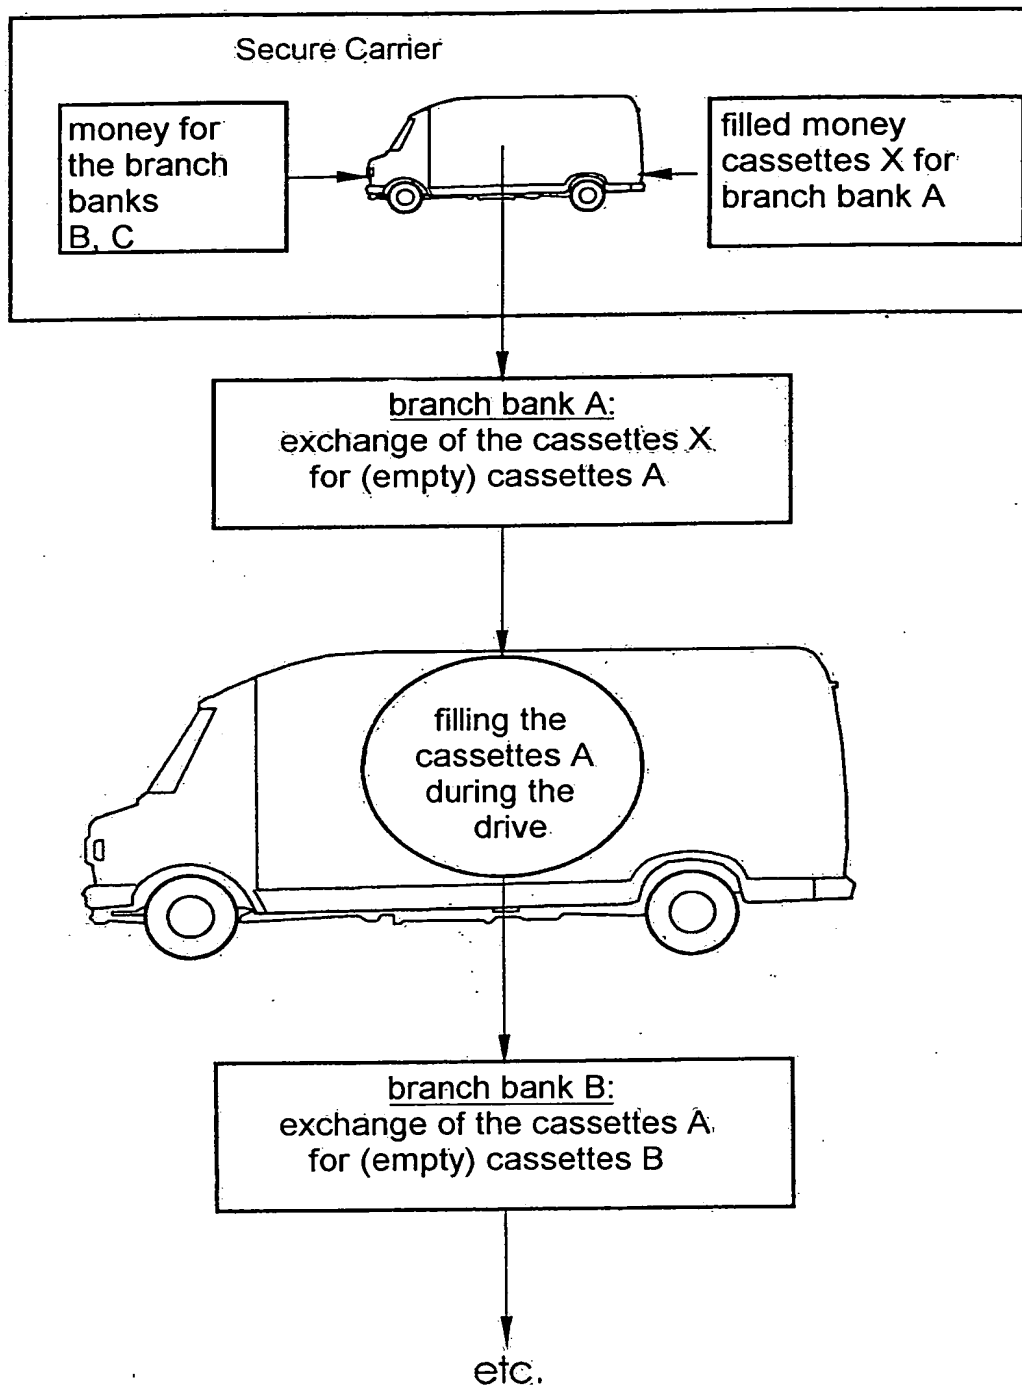 Secure Carrier
money for
the branch
banks
B, C
filled money
cassettes X for
branch bank A
branch bank A:
exchange of the cassettes X
for (empty) cassettes A
filling the
cassettes A
during the
drive
branch bank B:
exchange of the cassettes A
for (empty) cassettes B
etc.